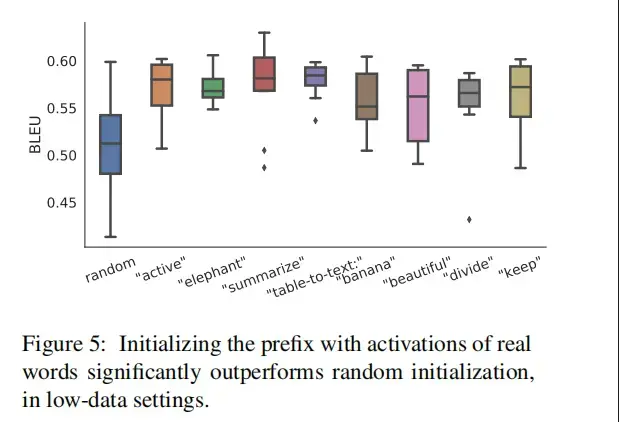 0.60
0.55
0.50
0.45
BLEU
random
"active"
"elephant"
"summarize"
"table-to-text:"
"banana"
"beautiful"
"divide"
"keep"
Figure 5: Initializing the prefix with activations of real
words significantly outperforms random initialization,
in low-data settings.